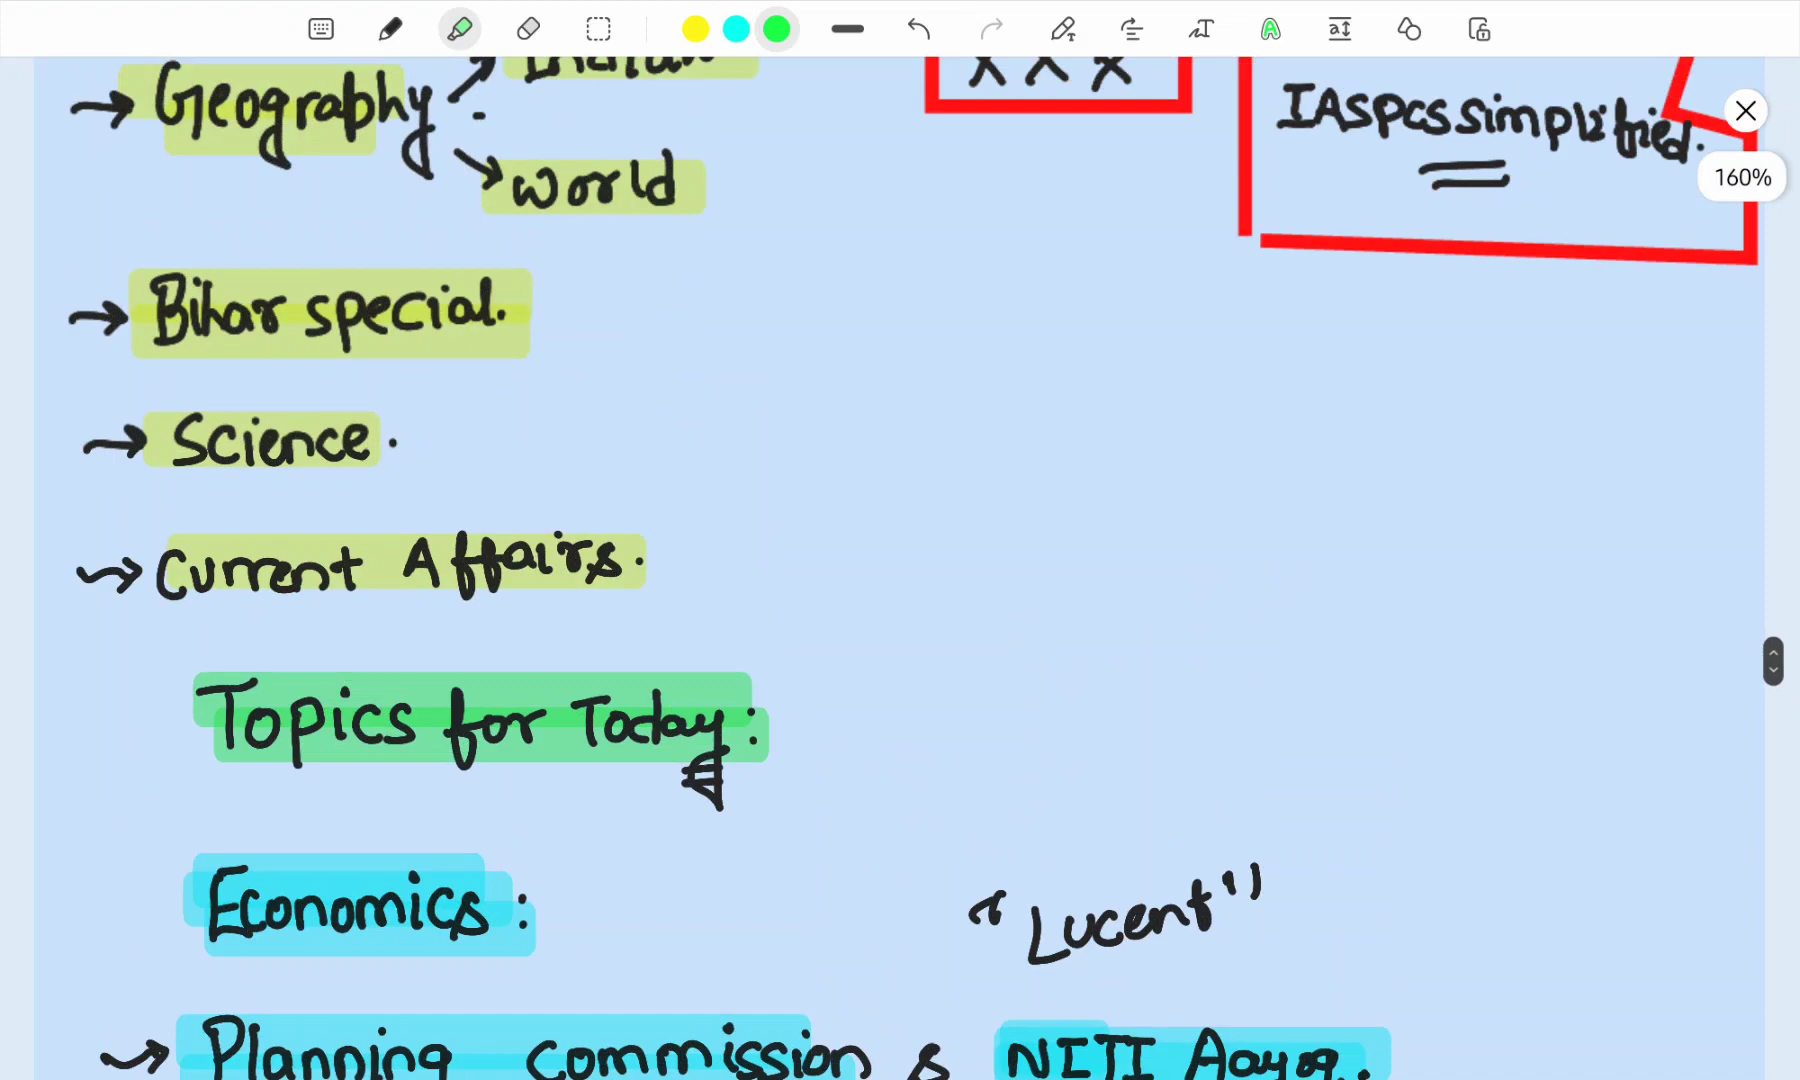 → Geography → Indian
→ World
→ Bihar special.
→ Science.
→ Current Affairs.
Topics for Today:
Economics:
"Lucent"
→ Planning commission & NITI Aayog.
X X X
IASPCS simplified.
160%